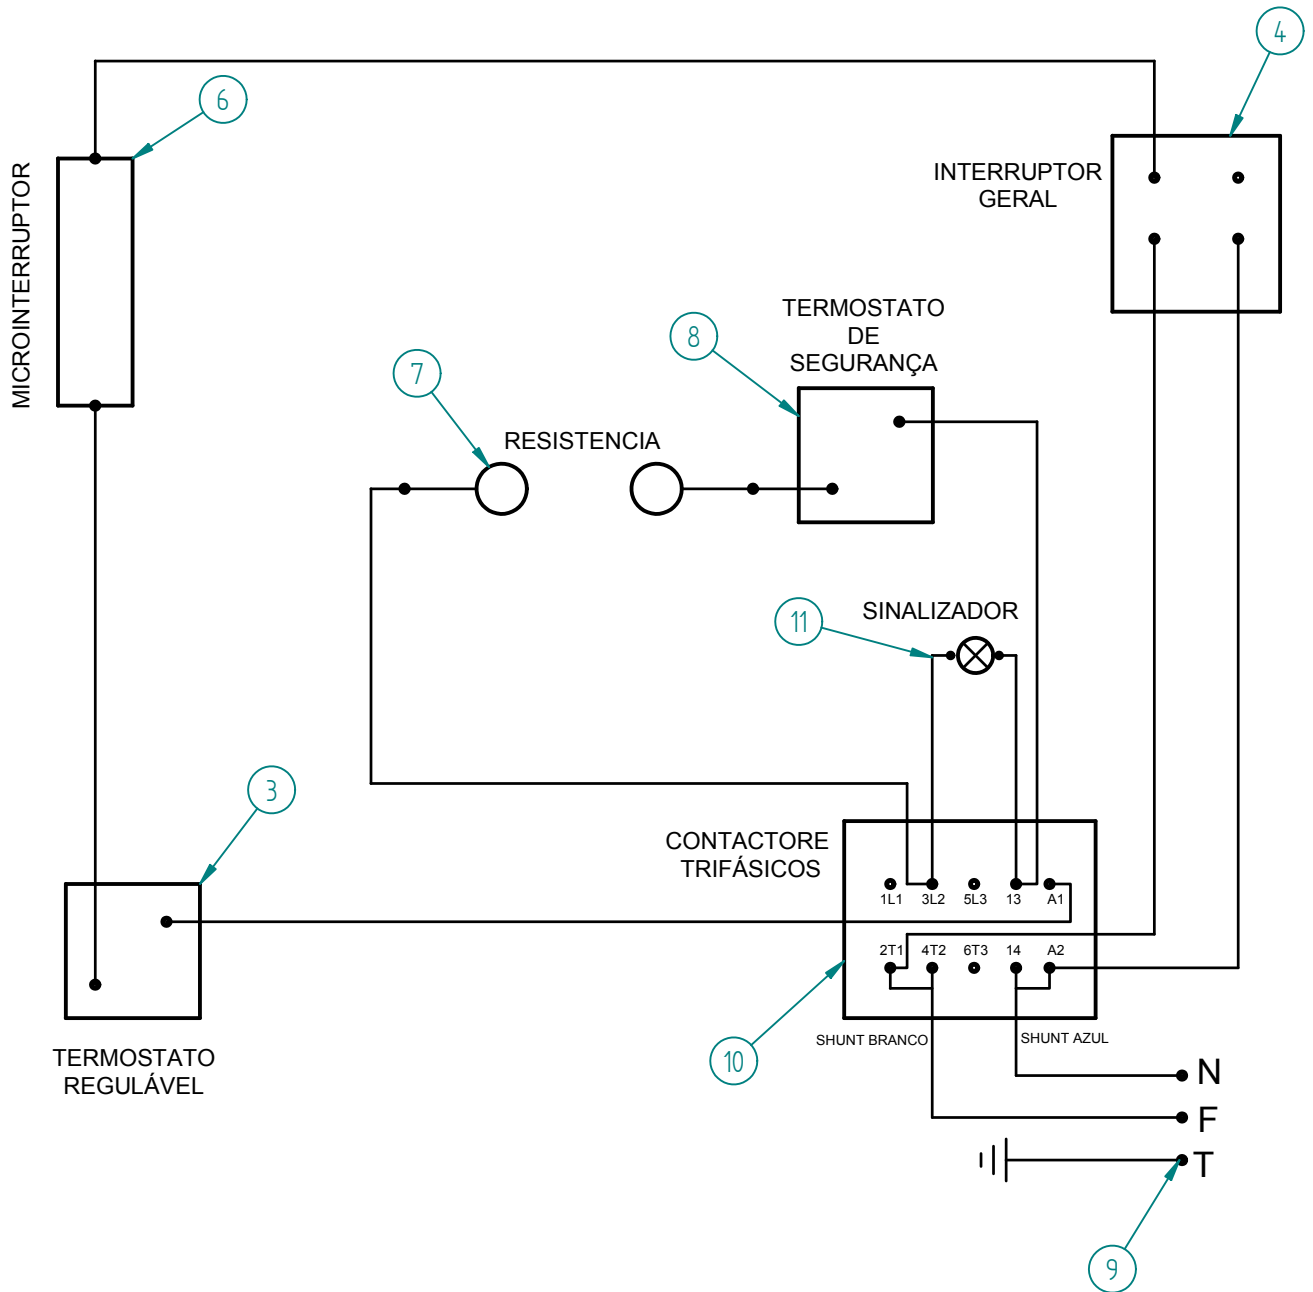 4
6
INTERRUPTOR
GERAL
MICROINTERRUPTOR
TERMOSTATO
DE
SEGURANÇA
8
7
RESISTENCIA
SINALIZADOR
11
3
CONTACTORE
TRIFÁSICOS
1L1 3L2 5L3 13 A1
2T1 4T2 6T3 14 A2
SHUNT BRANCO SHUNT AZUL
10
TERMOSTATO
REGULÁVEL
N
F
T
9